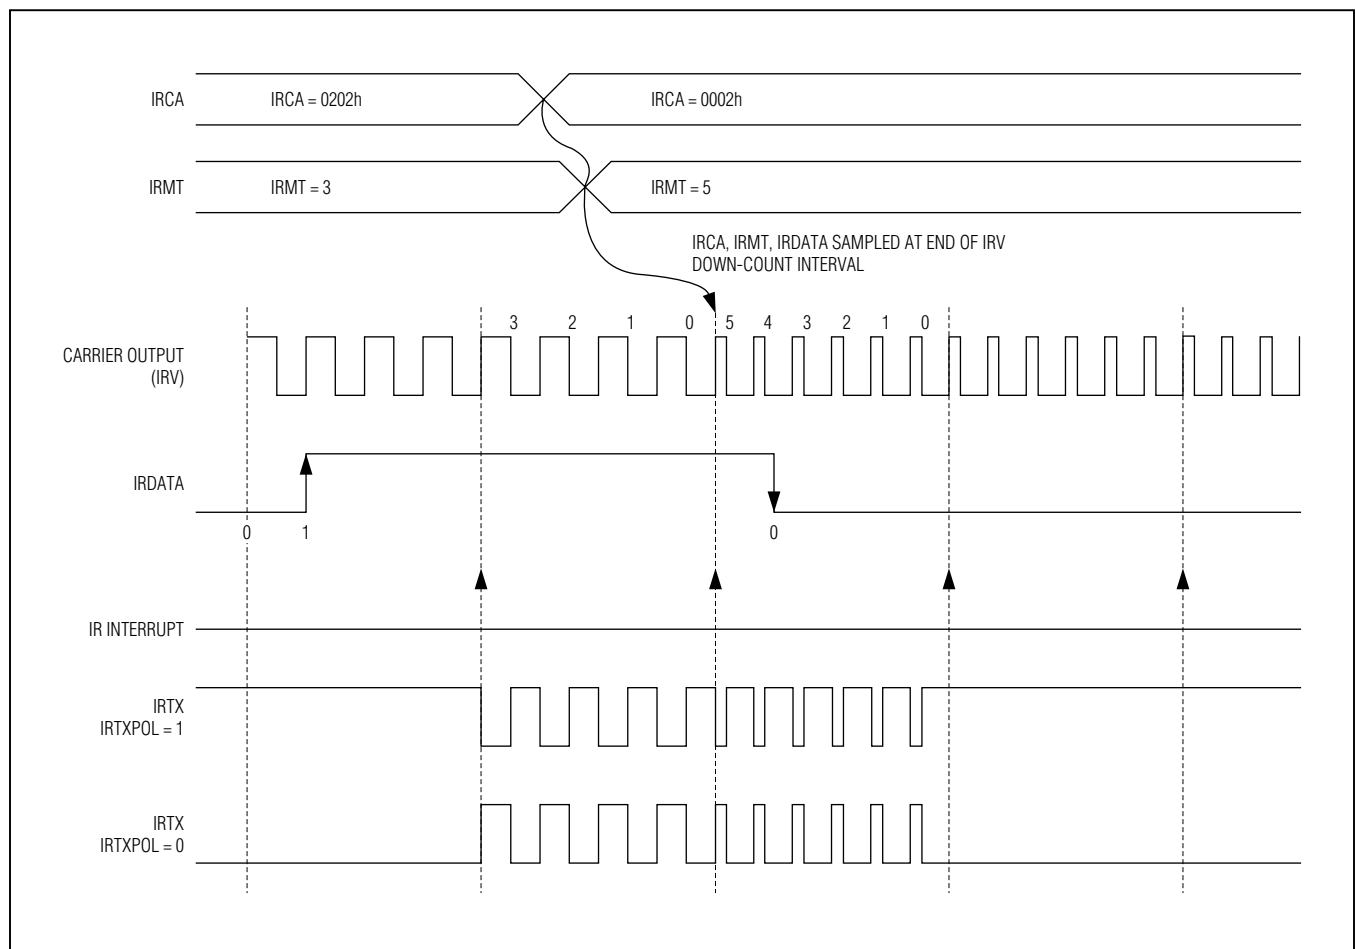 IRCA
IRCA = 0202h
IRCA = 0002h
IRMT
IRMT = 3
IRMT = 5
IRCA, IRMT, IRDATA SAMPLED AT END OF IRV
DOWN-COUNT INTERVAL
3 2 1 0 5 4 3 2 1 0
CARRIER OUTPUT
(IRV)
IRDATA
0 1 0
IR INTERRUPT
IRTX
IRTXPOL = 1
IRTX
IRTXPOL = 0